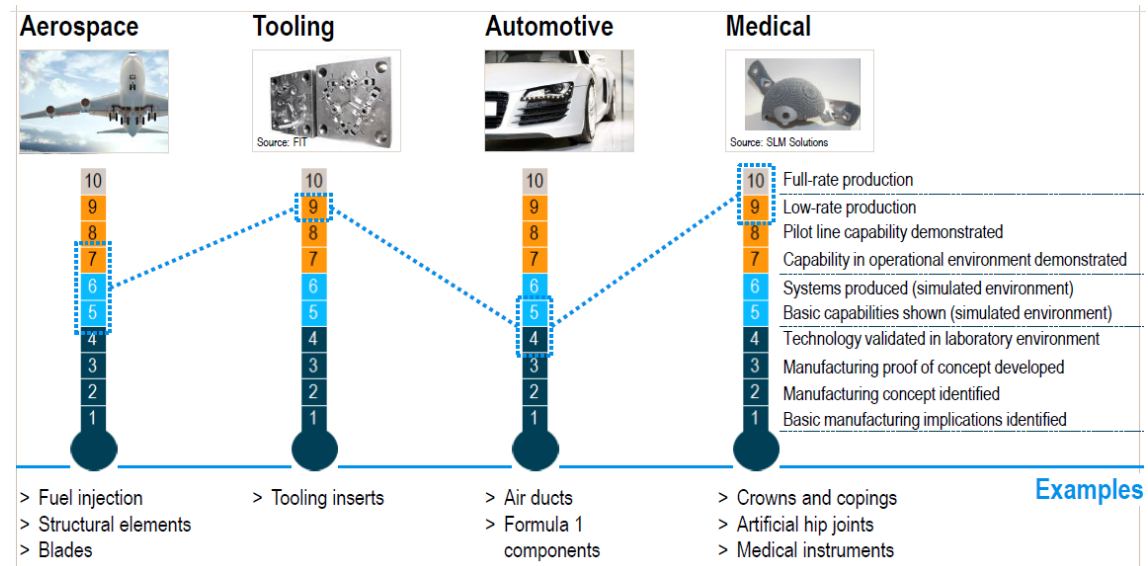 Aerospace
Tooling
Automotive
Medical
Source: FIT
Source: SLM Solutions
10 10 10 10 Full-rate production
9 9 9 9 Low-rate production
8 8 8 8 Pilot line capability demonstrated
7 7 7 7 Capability in operational environment demonstrated
6 6 6 6 Systems produced (simulated environment)
5 5 5 5 Basic capabilities shown (simulated environment)
4 4 4 4 Technology validated in laboratory environment
3 3 3 3 Manufacturing proof of concept developed
2 2 2 2 Manufacturing concept identified
1 1 1 1 Basic manufacturing implications identified
Examples
> Fuel injection
> Structural elements
> Blades
> Tooling inserts
> Air ducts
> Formula 1
components
> Crowns and copings
> Artificial hip joints
> Medical instruments